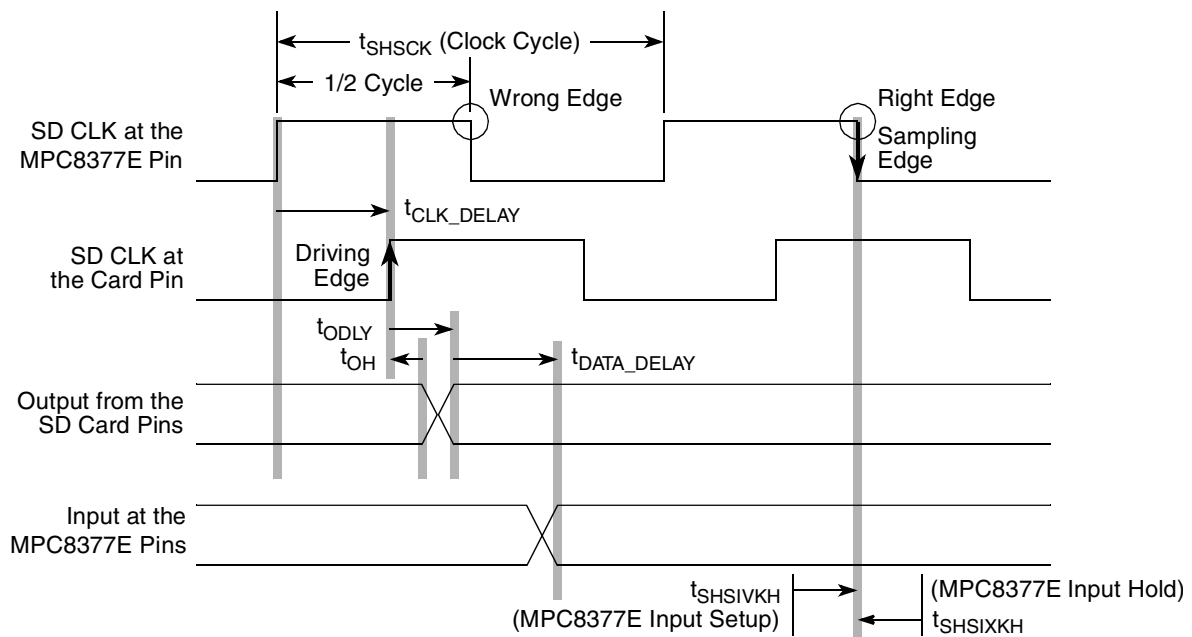 tSHSCK (Clock Cycle)
1/2 Cycle
Wrong Edge
Right Edge
SD CLK at the
MPC8377E Pin
Sampling
Edge
tCLK_DELAY
SD CLK at
the Card Pin
Driving
Edge
tODLY
tOH
tDATA_DELAY
Output from the
SD Card Pins
Input at the
MPC8377E Pins
tSHSIVKH
(MPC8377E Input Setup)
(MPC8377E Input Hold)
tSHSIXKH